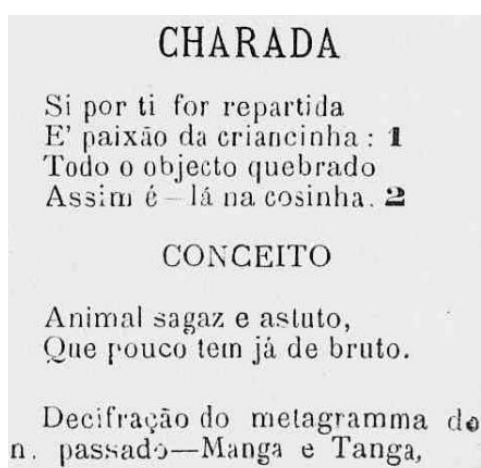 CHARADA
Si por ti for repartida
E' paixão da criancinha: 1
Todo o objecto quebrado
Assim é—lá na cosinha. 2
CONCEITO
Animal sagaz e astuto,
Que pouco tem já de bruto.
Decifração do metagramma do
n. passado—Manga e Tanga,